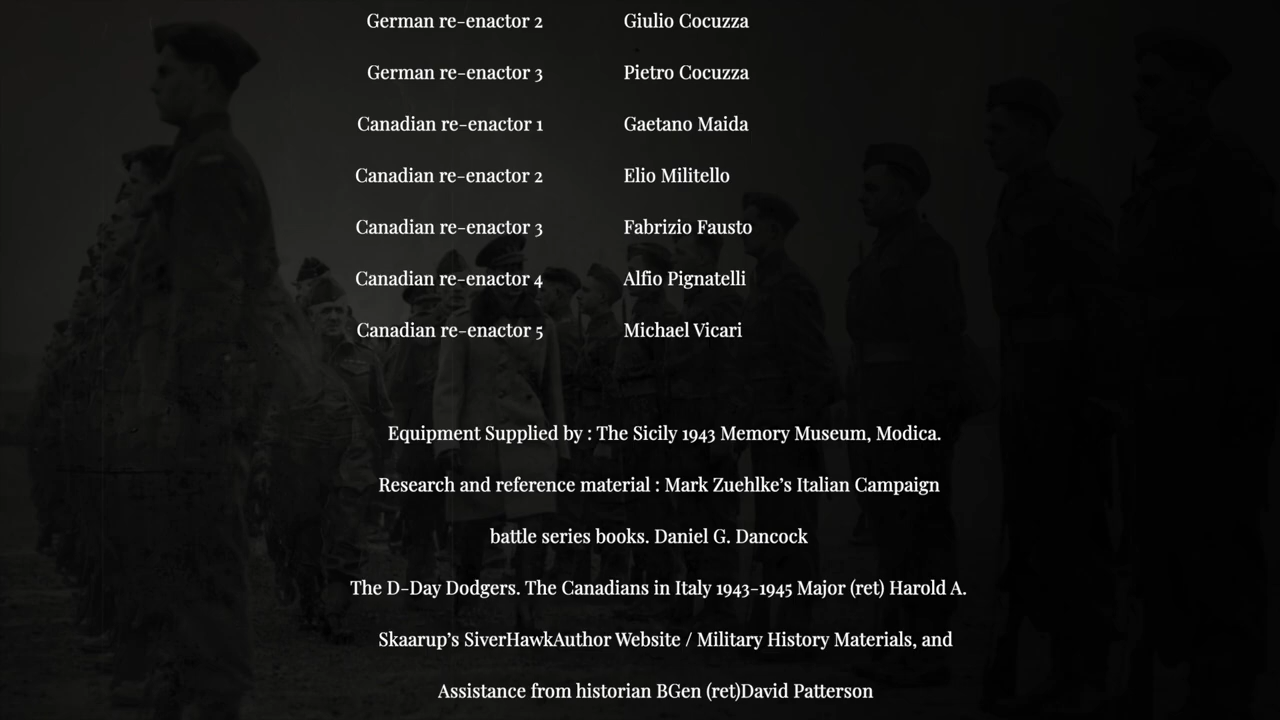 German re-enactor 2 Giulio Cocuzza
German re-enactor 3 Pietro Cocuzza
Canadian re-enactor 1 Gaetano Maida
Canadian re-enactor 2 Elio Militello
Canadian re-enactor 3 Fabrizio Fausto
Canadian re-enactor 4 Alfio Pignatelli
Canadian re-enactor 5 Michael Vicari
Equipment Supplied by : The Sicily 1943 Memory Museum, Modica.
Research and reference material : Mark Zuehlke’s Italian Campaign
battle series books. Daniel G. Dancock
The D-Day Dodgers. The Canadians in Italy 1943-1945 Major (ret) Harold A.
Skaarup’s SiverHawkAuthor Website / Military History Materials, and
Assistance from historian BGen (ret)David Patterson